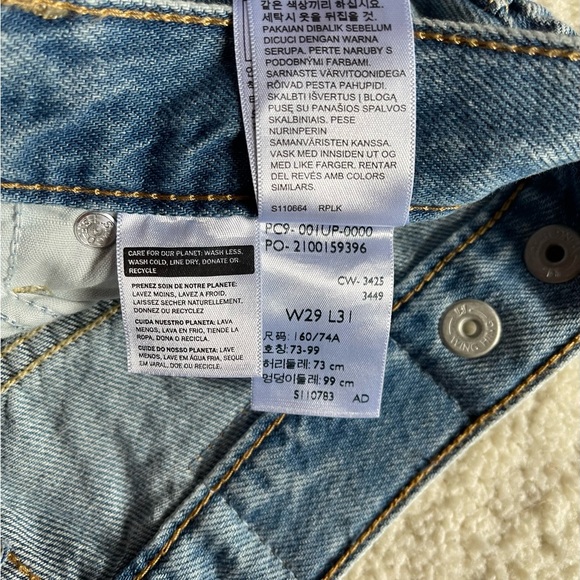 같은 색상끼리 하십시요.
세탁시 옷을 뒤집을 것.
PAKAIAN DIBALIK SEBELUM
DICUCI DENGAN WARNA
SERUPA. PERTE NARUBY S
PODOBNÝMI FARBAMI.
SARNASTE VÄRVITOONIDEGA
RÕIVAD PESTA PAHUPIDI.
SKALBTI IŠVERTUS Į BLOGĄ
PUSĘ SU PANAŠIOS SPALVOS
SKALBINIAIS. PESE
NURINPERIN
SAMANVÄRISTEN KANSSA.
VASK MED INNSIDEN UT OG
MED LIKE FARGER. RENTAR
DEL REVÉS AMB COLORS
SIMILARS.
S110664 RPLK
CARE FOR OUR PLANET: WASH LESS,
WASH COLD, LINE DRY, DONATE OR
RECYCLE
PRENEZ SOIN DE NOTRE PLANETE:
LAVEZ MOINS, LAVEZ A FROID,
LAISSEZ SECHER NATURELLEMENT,
DONNEZ OU RECYCLEZ
CUIDA NUESTRO PLANETA: LAVA
MENOS, LAVA EN FRIO, TIENDE LA
ROPA, DONA O RECICLA.
CUIDE DO NOSSO PLANETA: LAVE
MENOS, LAVE EM ÁGUA FRIA, SEQUE
EM VARAL, DOE OU RECICLE.
PC9-001UP-0000
PO-2100159396
CW-3425
3449
W29 L31
尺码: 160/74A
호칭: 73-99
허리둘레: 73 cm
엉덩이둘레: 99 cm
S110783 AD